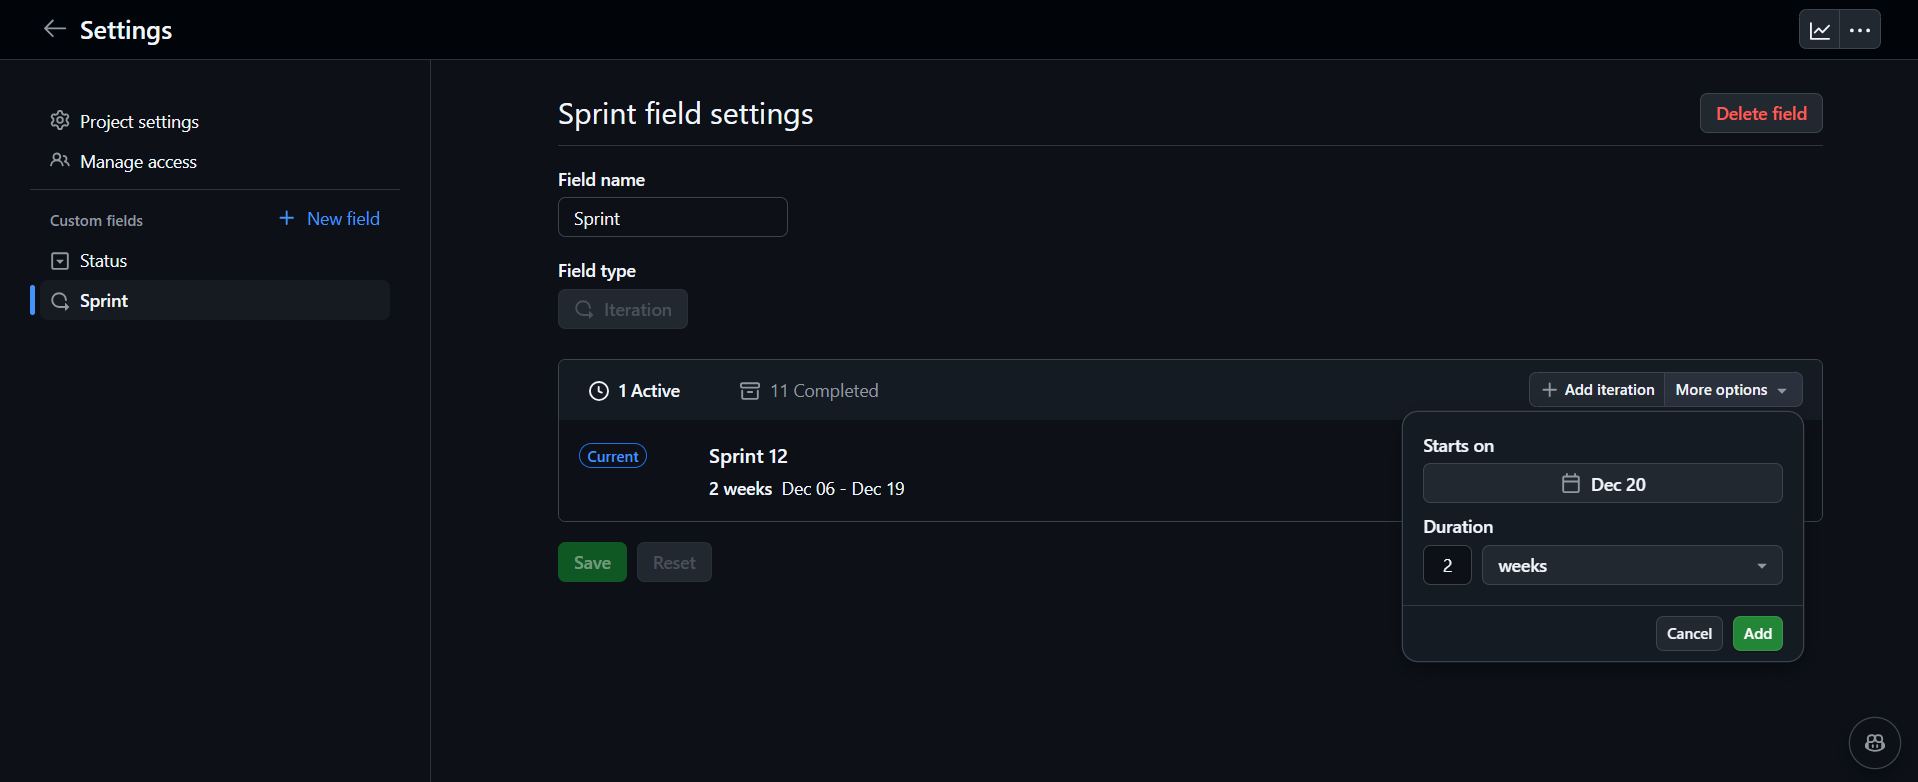 Settings
Project settings
Manage access
Custom fields
New field
Status
Sprint
Sprint field settings
Delete field
Field name
Sprint
Field type
Iteration
1 Active
11 Completed
Add iteration
More options
Current
Sprint 12
2 weeks Dec 06 - Dec 19
Save
Reset
Starts on
Dec 20
Duration
2
weeks
Cancel
Add